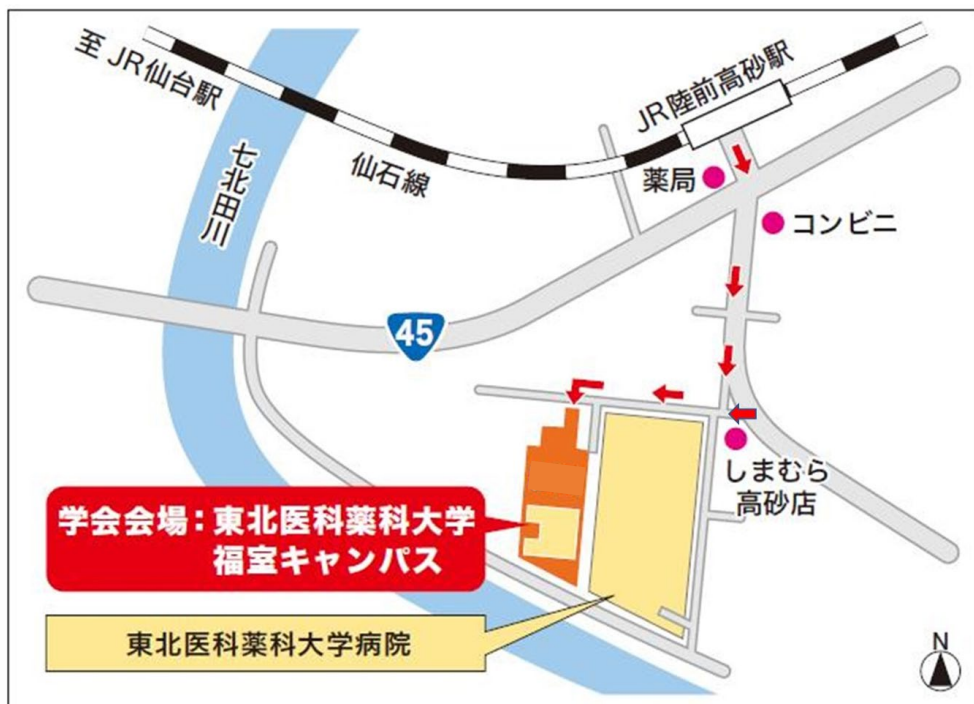 至 JR仙台駅
JR陸前高砂駅
仙石線
七北田川
薬局
コンビニ
45
しまむら
高砂店
学会会場：東北医科薬科大学
福室キャンパス
東北医科薬科大学病院
N